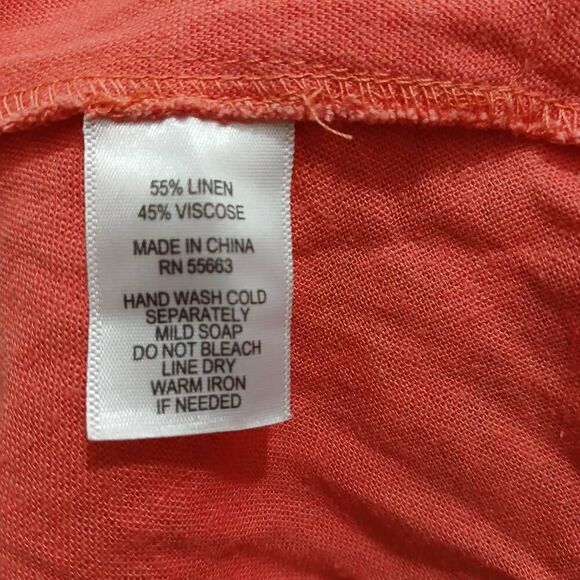 55% LINEN
45% VISCOSE
MADE IN CHINA
RN 55663
HAND WASH COLD
SEPARATELY
MILD SOAP
DO NOT BLEACH
LINE DRY
WARM IRON
IF NEEDED